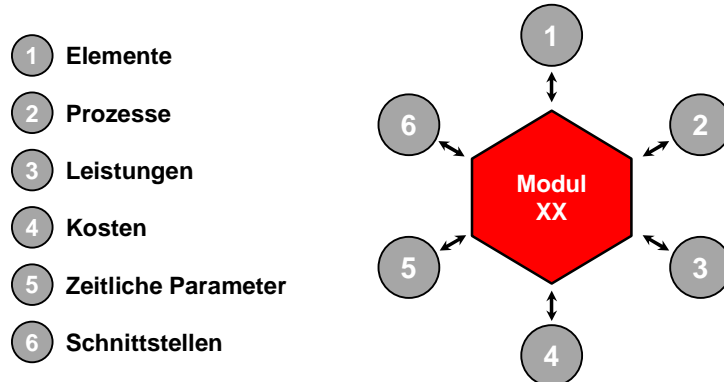 1 Elemente
2 Prozesse
3 Leistungen
4 Kosten
5 Zeitliche Parameter
6 Schnittstellen
1
6
2
Modul
XX
5
3
4